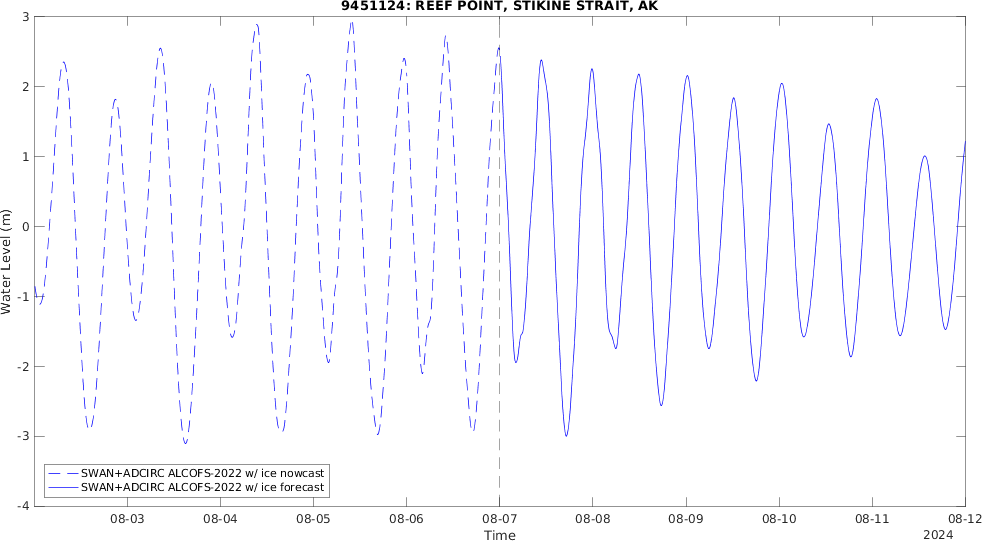 9451124: REEF POINT, STIKINE STRAIT, AK
3
2
1
0
-1
-2
-3
-4
Water Level (m)
SWAN+ADCIRC ALCOFS-2022 w/ ice nowcast
SWAN+ADCIRC ALCOFS-2022 w/ ice forecast
08-03 08-04 08-05 08-06 08-07 08-08 08-09 08-10 08-11 08-12
Time
2024